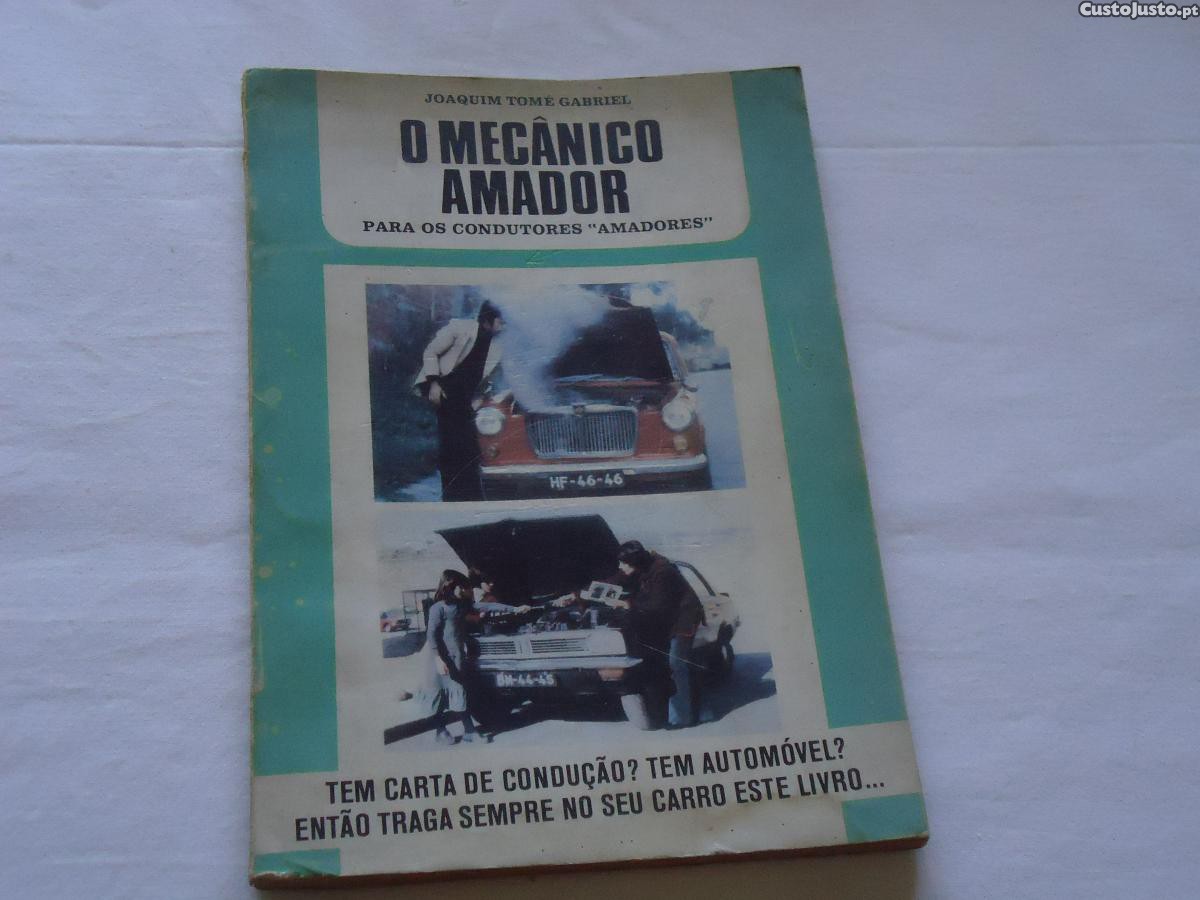 CustoJusto.pt
JOAQUIM TOMÉ GABRIEL
O MECÂNICO
AMADOR
PARA OS CONDUTORES "AMADORES"
HF-46-46
BM-44-45
TEM CARTA DE CONDUÇÃO? TEM AUTOMÓVEL?
ENTÃO TRAGA SEMPRE NO SEU CARRO ESTE LIVRO...